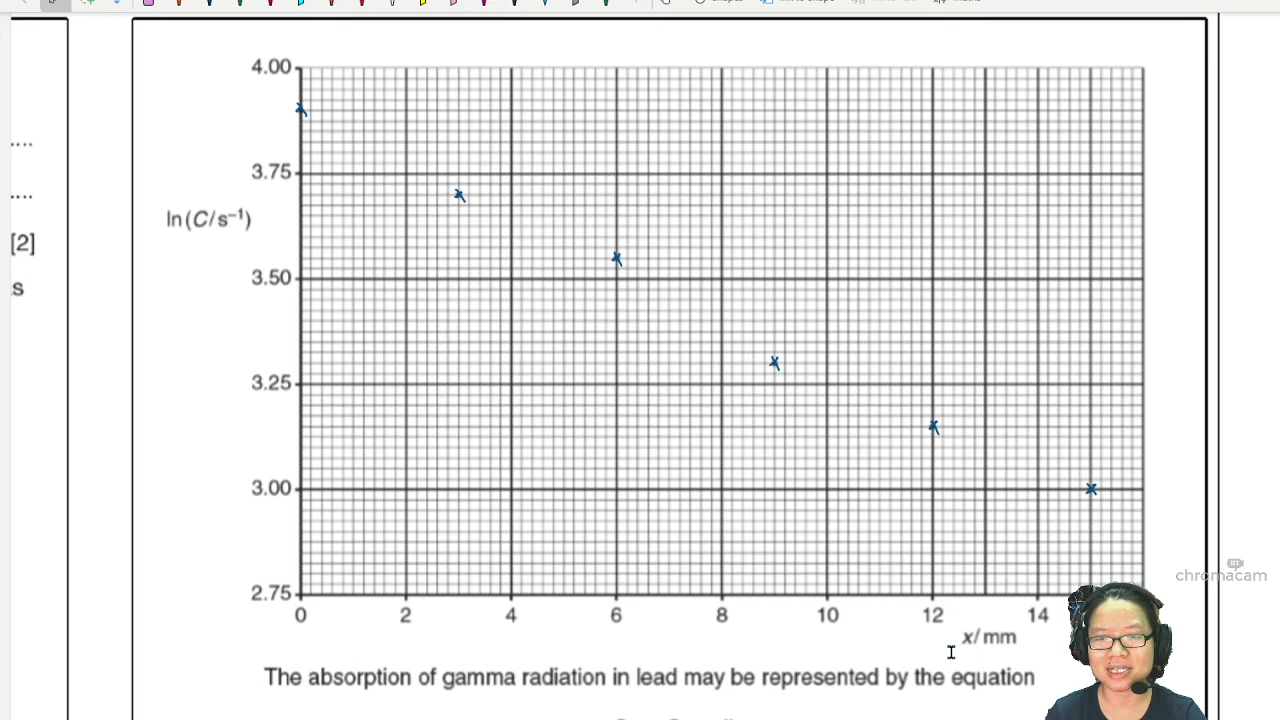 ....
....
[2]
s
4.00
3.75
ln (C / s⁻¹)
3.50
3.25
3.00
2.75
0 2 4 6 8 10 12 14
x / mm
The absorption of gamma radiation in lead may be represented by the equation
chromacam